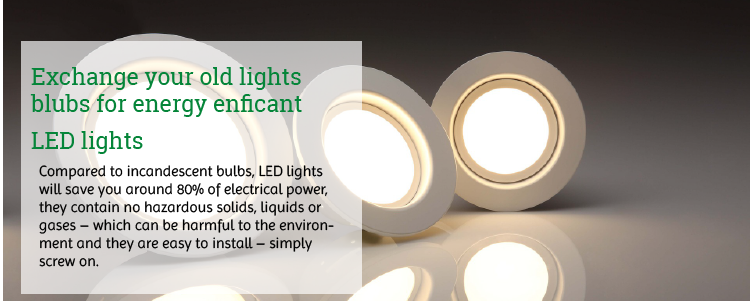 Exchange your old lights
blubs for energy enficant
LED lights
Compared to incandescent bulbs, LED lights
will save you around 80% of electrical power,
they contain no hazardous solids, liquids or
gases – which can be harmful to the environ-
ment and they are easy to install – simply
screw on.